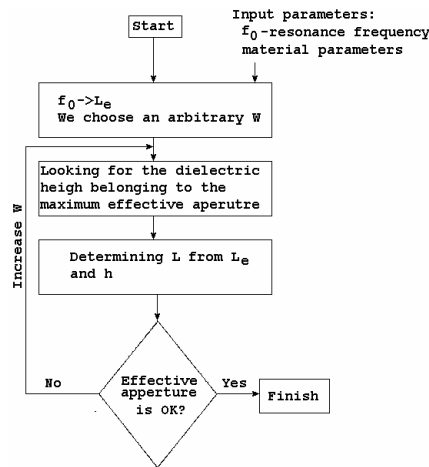 Start
Input parameters:
f0-resonance frequency
material parameters
f0->Le
We choose an arbitrary W
Looking for the dielectric
heigh belonging to the
maximum effective aperutre
Increase W
Determining L from Le
and h
No
Effective
apperture
is OK?
Yes
Finish